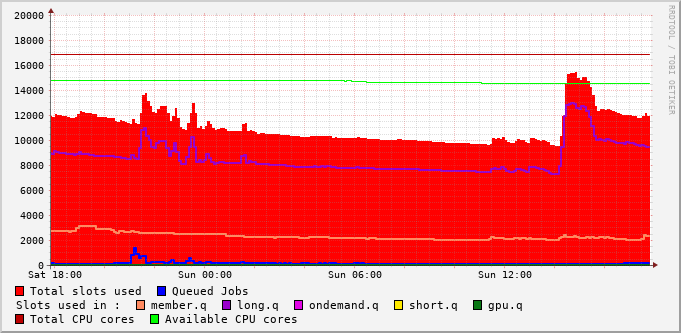 20000
18000
16000
14000
12000
10000
8000
6000
4000
2000
0
Sat 18:00 Sun 00:00 Sun 06:00 Sun 12:00
RRDTOOL / TOBI OETIKER
Total slots used Queued Jobs
Slots used in : member.q long.q ondemand.q short.q gpu.q
Total CPU cores Available CPU cores